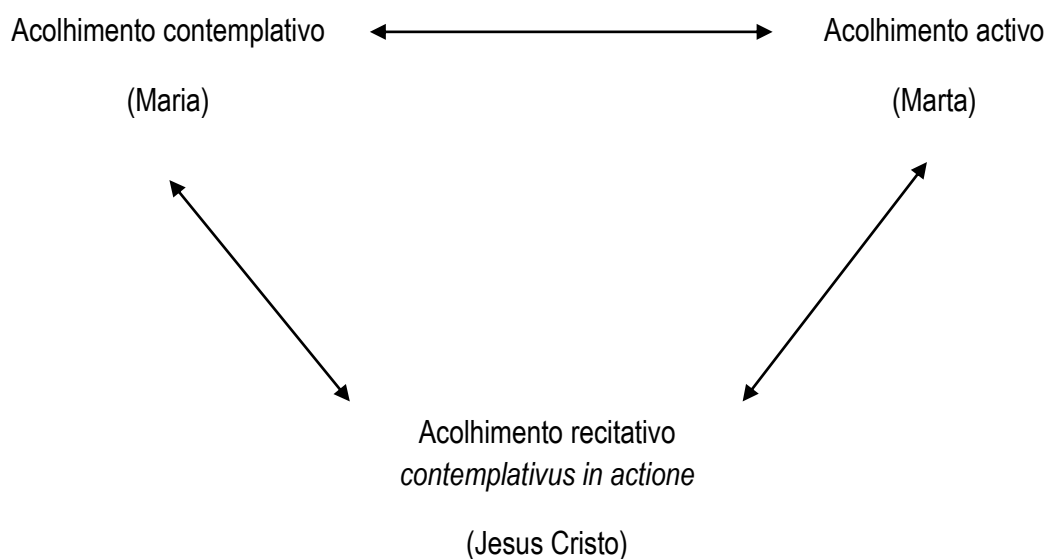 Acolhimento contemplativo
Acolhimento activo
(Maria)
(Marta)
Acolhimento recitativo
contemplativus in actione
(Jesus Cristo)